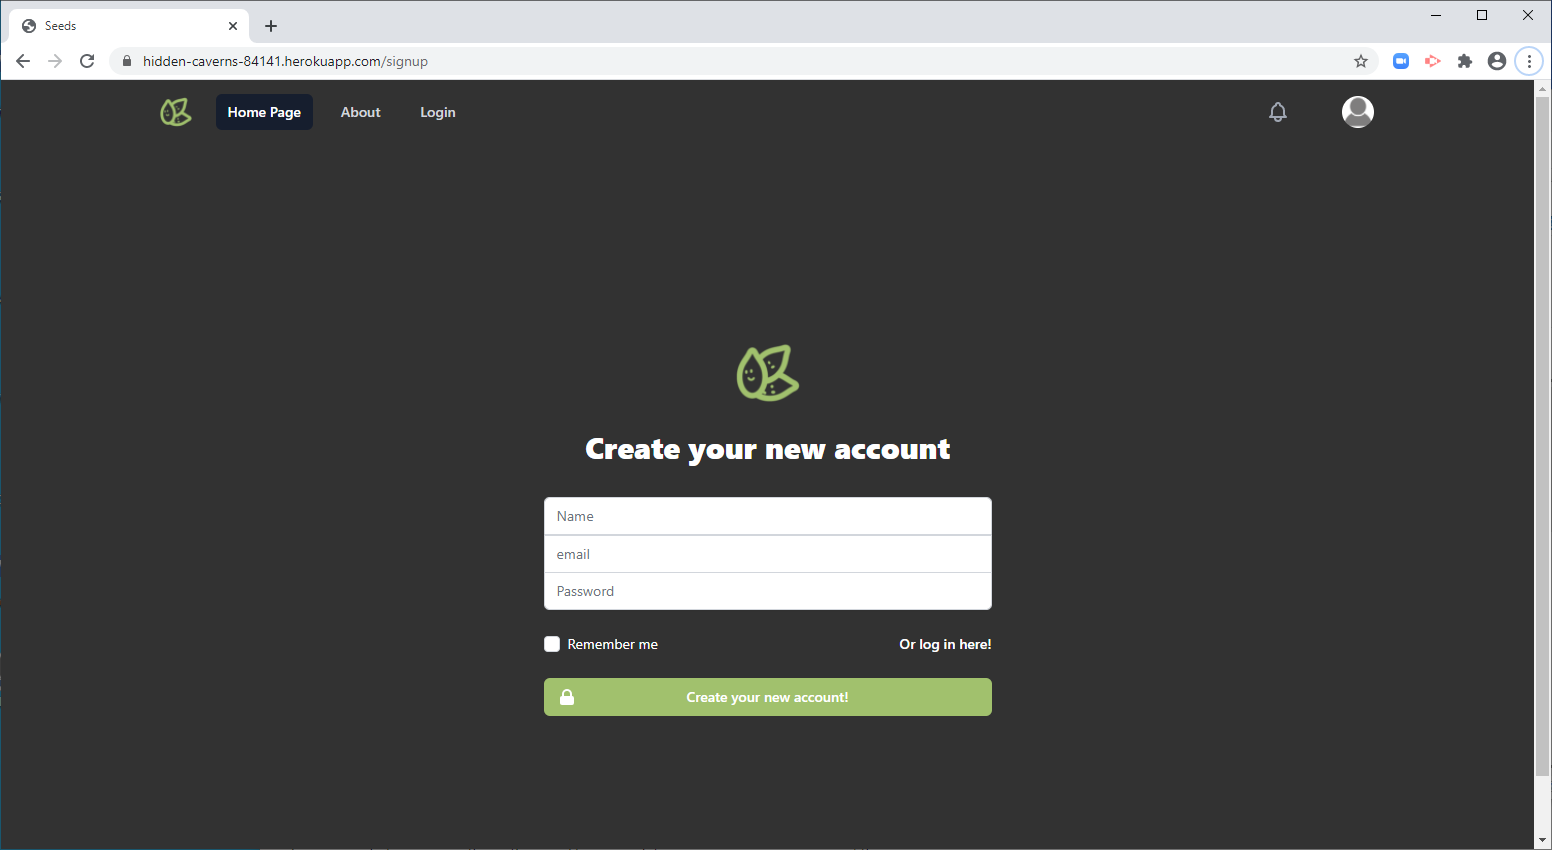 Seeds
hidden-caverns-84141.herokuapp.com/signup
Home Page About Login
Create your new account
Name
email
Password
Remember me Or log in here!
Create your new account!